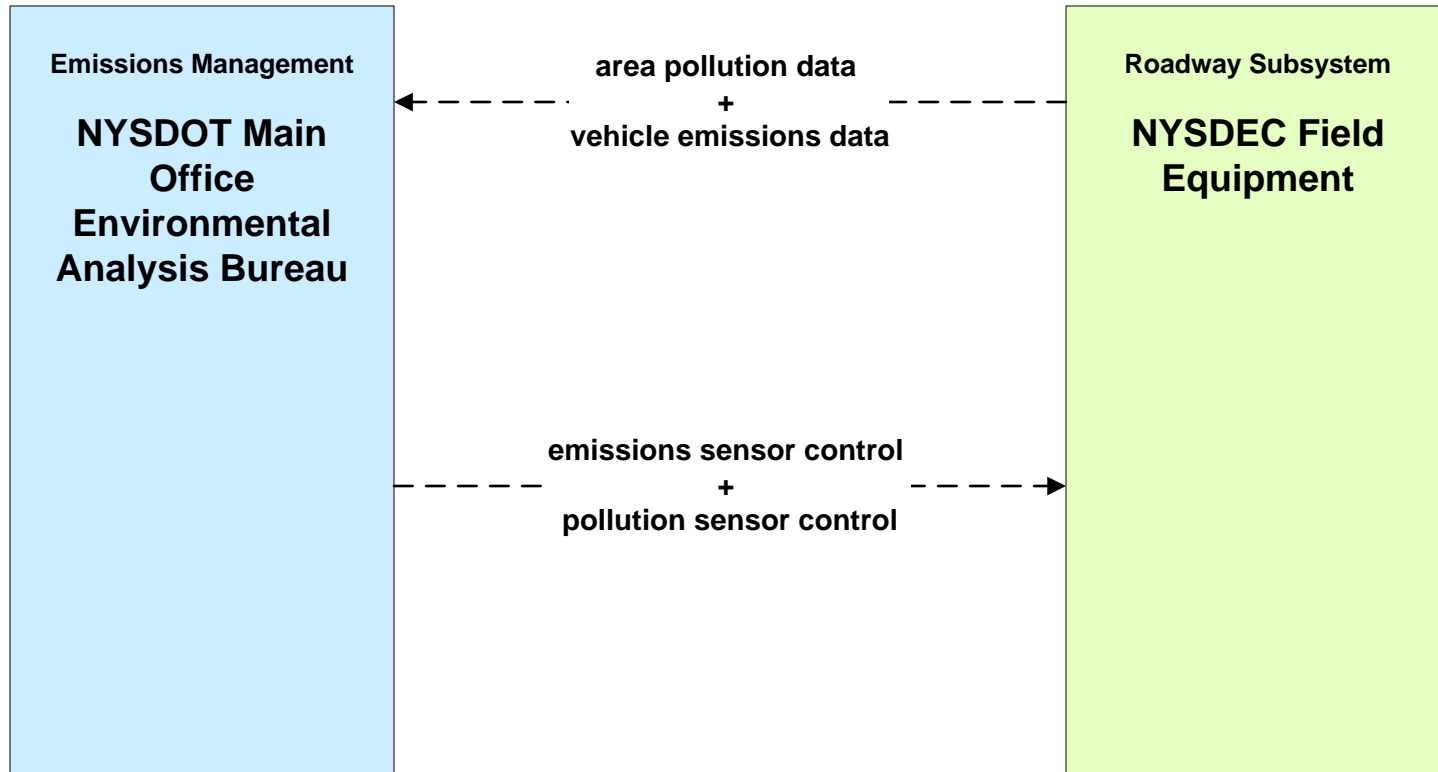 Emissions Management
NYSDOT Main
Office
Environmental
Analysis Bureau
area pollution data
+
vehicle emissions data
emissions sensor control
+
pollution sensor control
Roadway Subsystem
NYSDEC Field
Equipment